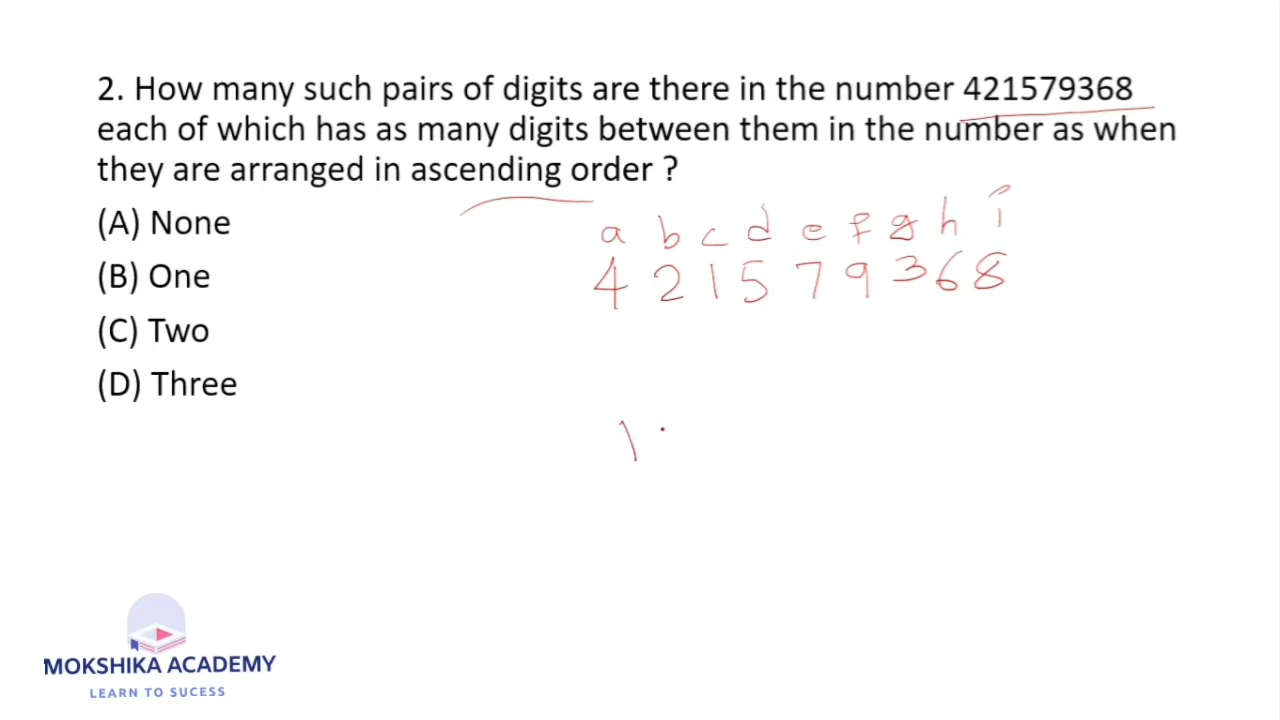 2. How many such pairs of digits are there in the number 421579368
each of which has as many digits between them in the number as when
they are arranged in ascending order ?
(A) None
a b c d e f g h i
(B) One
4 2 1 5 7 9 3 6 8
(C) Two
(D) Three
1
MOKSHIKA ACADEMY
LEARN TO SUCESS